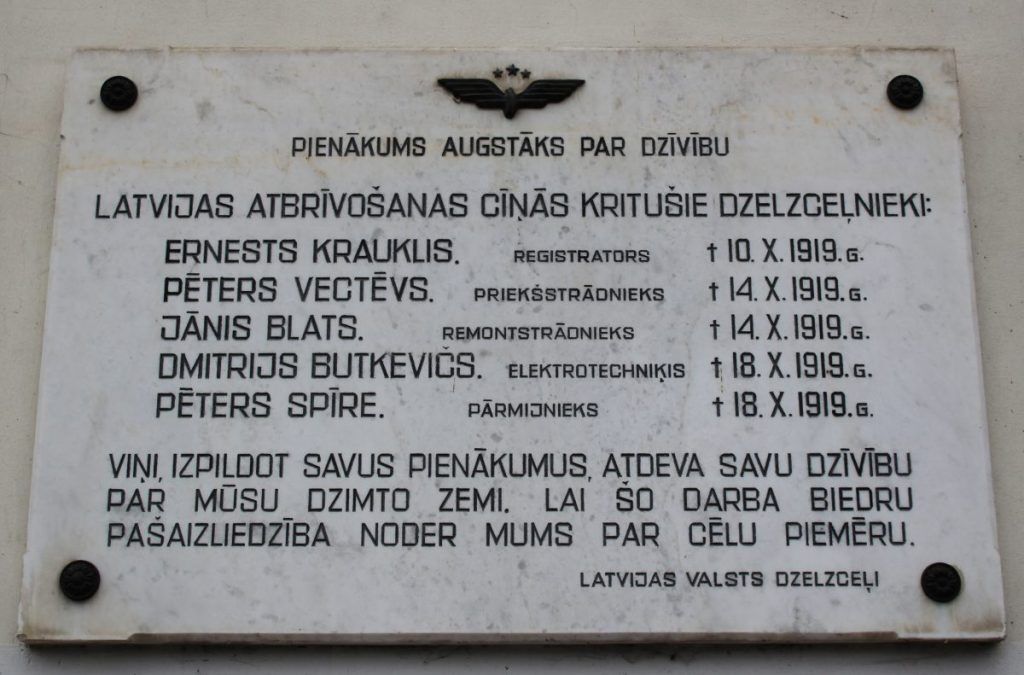 PIENĀKUMS AUGSTĀKS PAR DZĪVĪBU
LATVIJAS ATBRĪVOŠANAS CĪŅĀS KRITUŠIE DZELZCEĻNIEKI:
ERNESTS KRAUKLIS. REGISTRATORS † 10. X. 1919. G.
PĒTERS VECTĒVS. PRIEKŠSTRĀDNIEKS † 14. X. 1919. G.
JĀNIS BLATS. REMONTSTRĀDNIEKS † 14. X. 1919. G.
DMITRIJS BUTKEVIČS. ELEKTROTECHNIĶIS † 18. X. 1919. G.
PĒTERS SPĪRE. PĀRMIJNIEKS † 18. X. 1919. G.
VIŅI, IZPILDOT SAVUS PIENĀKUMUS, ATDEVA SAVU DZĪVĪBU
PAR MŪSU DZIMTO ZEMI. LAI ŠO DARBA BIEDRU
PAŠAIZLIEDZĪBA NODER MUMS PAR CĒLU PIEMĒRU.
LATVIJAS VALSTS DZELZCEĻI